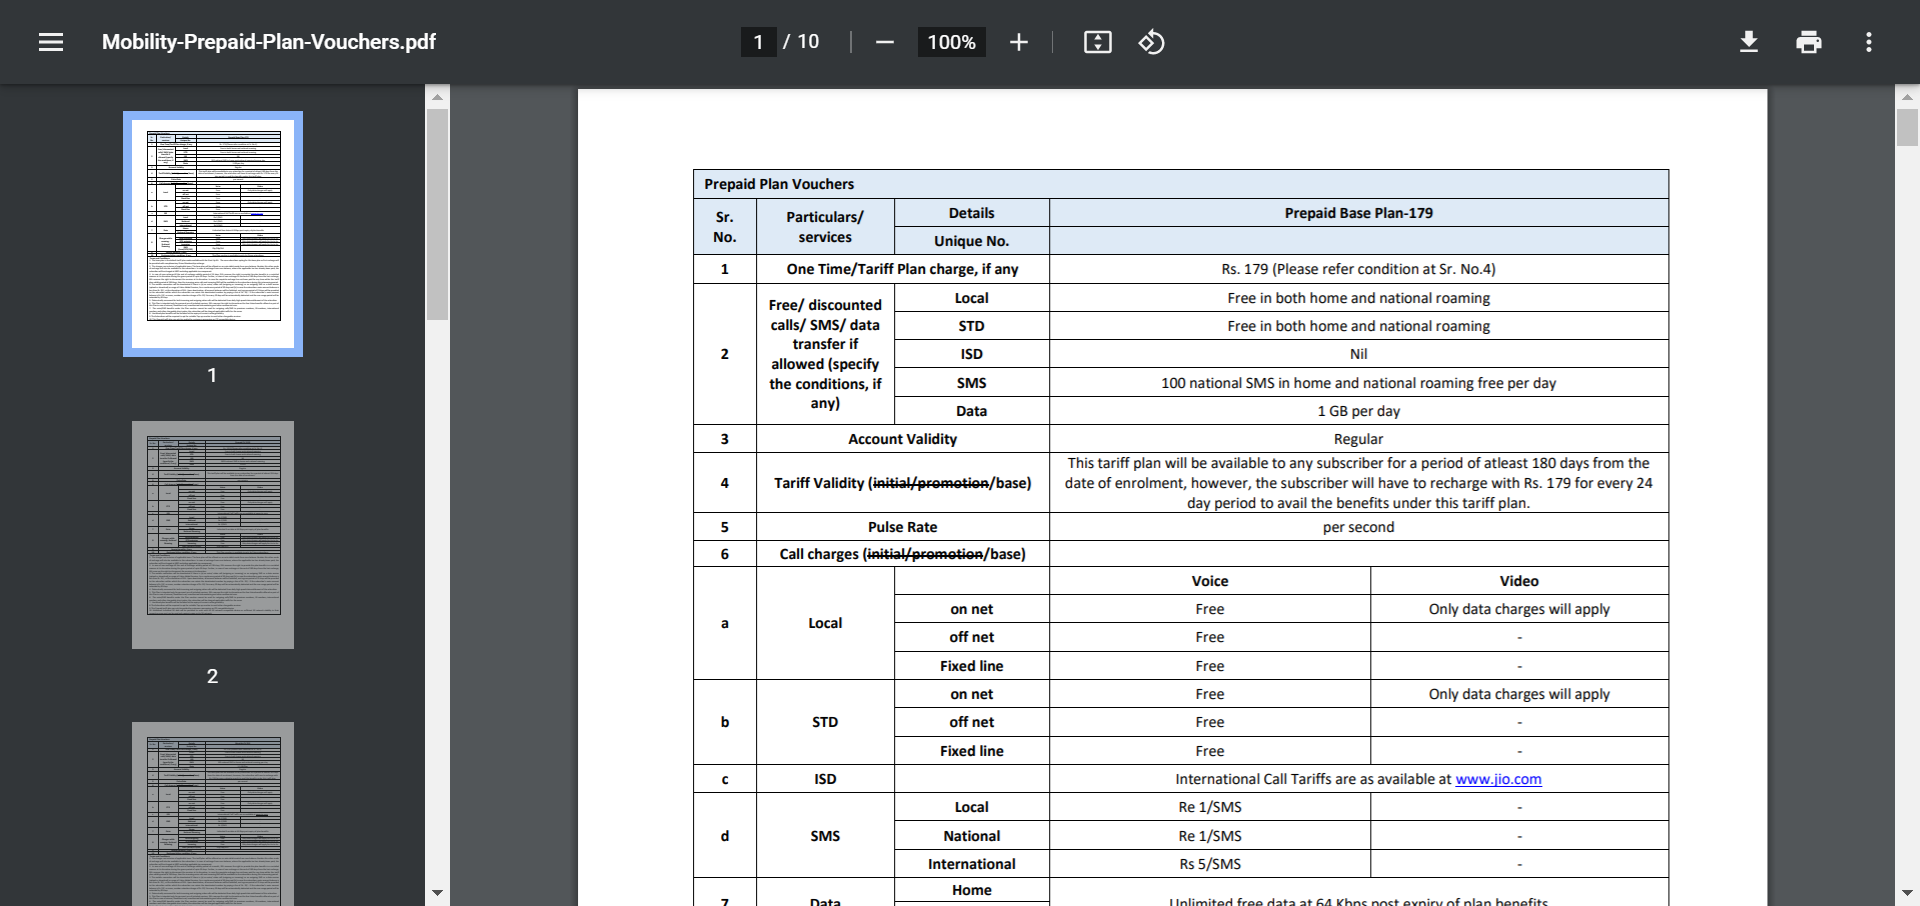 Mobility-Prepaid-Plan-Vouchers.pdf
1 / 10
100%
1
2
Prepaid Plan Vouchers
Sr. No. Particulars/ services Details Prepaid Base Plan-179
Unique No.
1 One Time/Tariff Plan charge, if any Rs. 179 (Please refer condition at Sr. No.4)
2 Free/ discounted calls/ SMS/ data transfer if allowed (specify the conditions, if any) Local Free in both home and national roaming
STD Free in both home and national roaming
ISD Nil
SMS 100 national SMS in home and national roaming free per day
Data 1 GB per day
3 Account Validity Regular
4 Tariff Validity (initial/promotion/base) This tariff plan will be available to any subscriber for a period of atleast 180 days from the
date of enrolment, however, the subscriber will have to recharge with Rs. 179 for every 24
day period to avail the benefits under this tariff plan.
5 Pulse Rate per second
6 Call charges (initial/promotion/base)
Voice Video
a Local on net Free Only data charges will apply
off net Free -
Fixed line Free -
b STD on net Free Only data charges will apply
off net Free -
Fixed line Free -
c ISD International Call Tariffs are as available at www.jio.com
d SMS Local Re 1/SMS -
National Re 1/SMS -
International Rs 5/SMS -
7 Data Home Unlimited free data at 64 Kbps post expiry of plan benefits